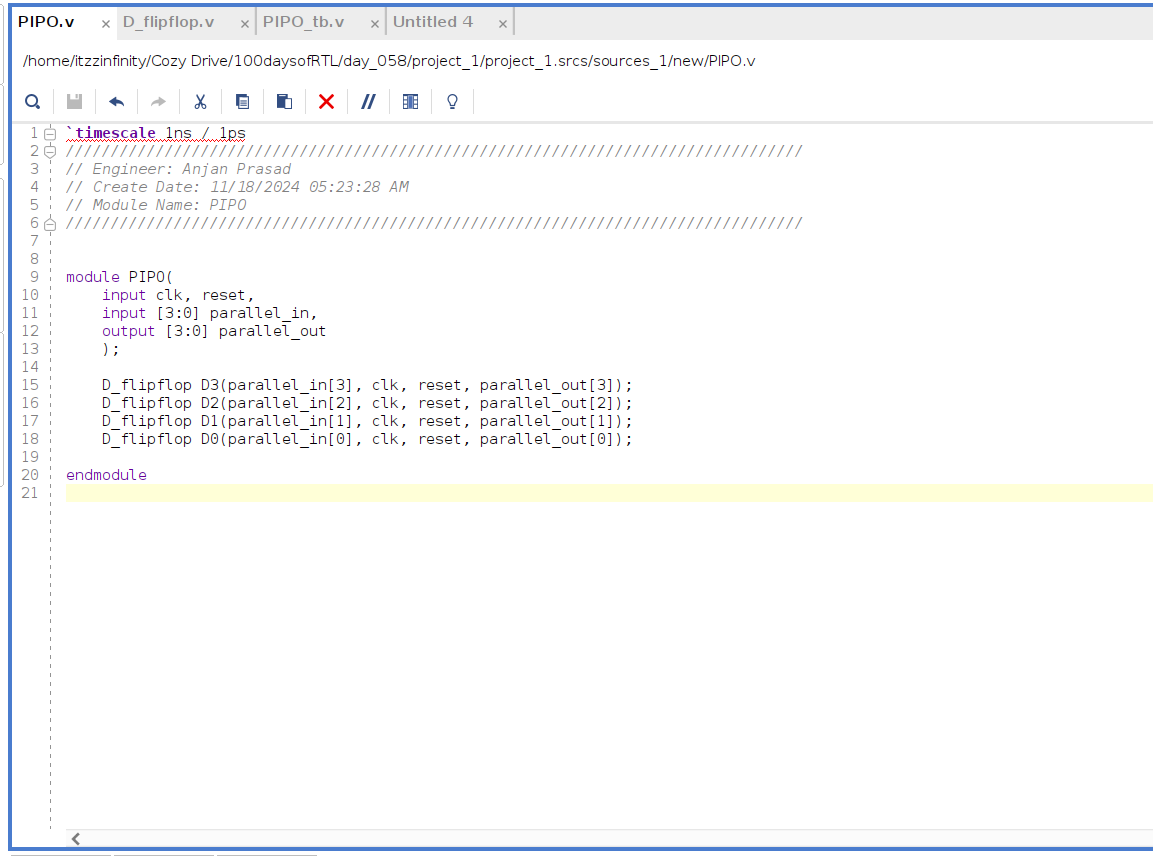 PIPO.v × D_flipflop.v × PIPO_tb.v × Untitled 4 ×
/home/itzzinfinity/Cozy Drive/100daysofRTL/day_058/project_1/project_1.srcs/sources_1/new/PIPO.v
1 `timescale 1ns / 1ps
2 //////////////////////////////////////////////////////////////////////////////////
3 // Engineer: Anjan Prasad
4 // Create Date: 11/18/2024 05:23:28 AM
5 // Module Name: PIPO
6 //////////////////////////////////////////////////////////////////////////////////
7
8
9 module PIPO(
10     input clk, reset,
11     input [3:0] parallel_in,
12     output [3:0] parallel_out
13     );
14
15     D_flipflop D3(parallel_in[3], clk, reset, parallel_out[3]);
16     D_flipflop D2(parallel_in[2], clk, reset, parallel_out[2]);
17     D_flipflop D1(parallel_in[1], clk, reset, parallel_out[1]);
18     D_flipflop D0(parallel_in[0], clk, reset, parallel_out[0]);
19
20 endmodule
21